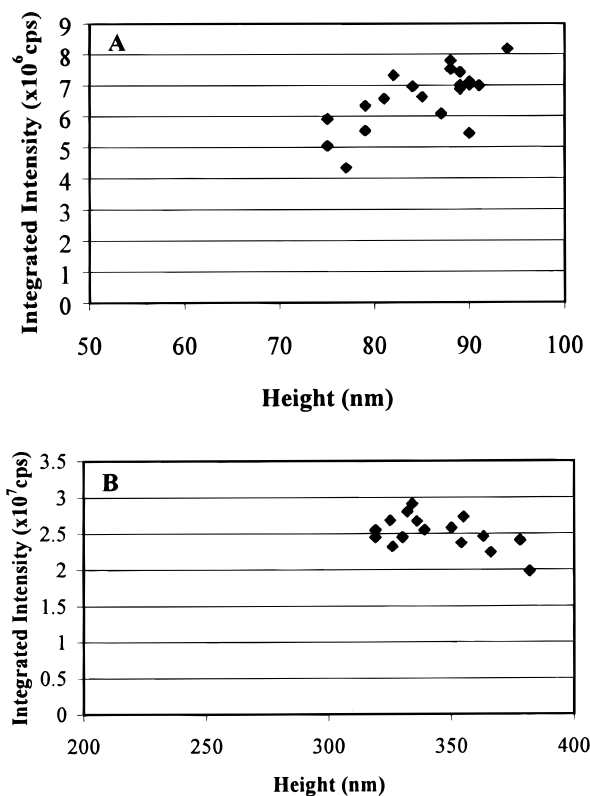 A
Integrated Intensity (x10⁶cps)
9
8
7
6
5
4
3
2
1
0
50 60 70 80 90 100
Height (nm)
B
Integrated Intensity (x10⁷cps)
3.5
3
2.5
2
1.5
1
0.5
0
200 250 300 350 400
Height (nm)